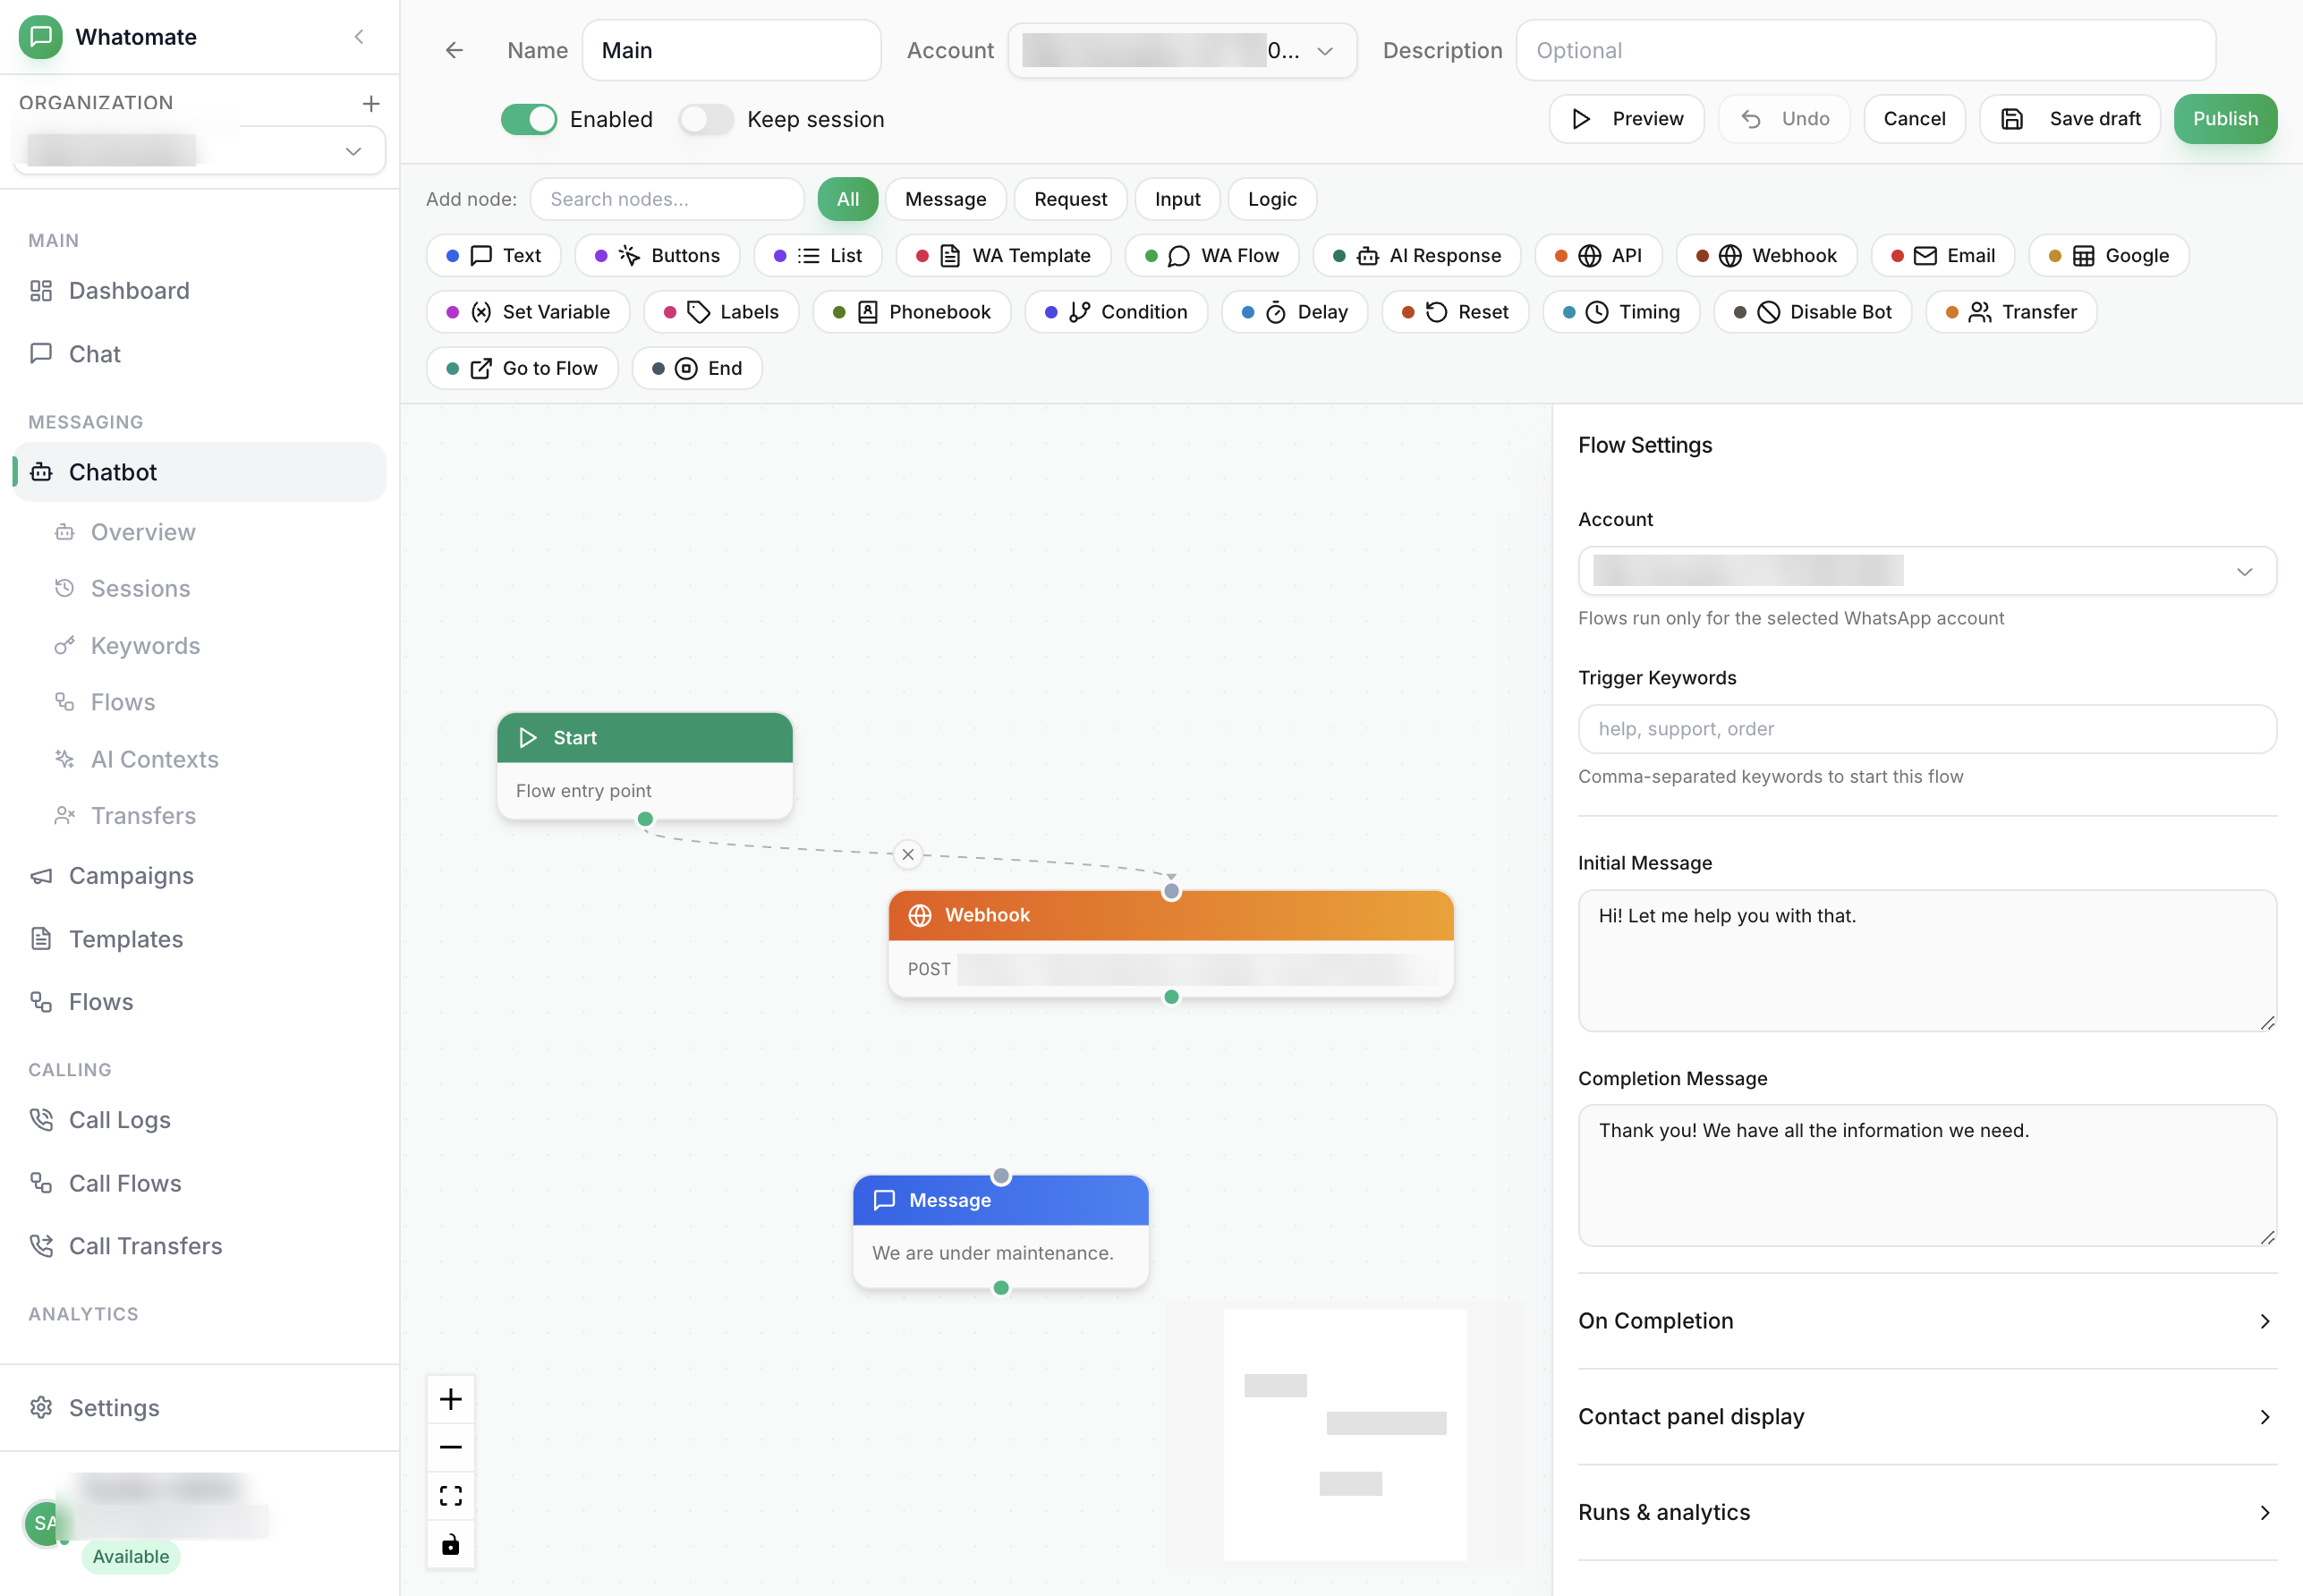 Whatomate
ORGANIZATION
MAIN
Dashboard
Chat
MESSAGING
Chatbot
Overview
Sessions
Keywords
Flows
AI Contexts
Transfers
Campaigns
Templates
Flows
CALLING
Call Logs
Call Flows
Call Transfers
ANALYTICS
Settings
SA
Available
Name Main Account 0... Description Optional
Enabled Keep session Preview Undo Cancel Save draft Publish
Add node: Search nodes... All Message Request Input Logic
Text Buttons List WA Template WA Flow AI Response API Webhook Email Google
Set Variable Labels Phonebook Condition Delay Reset Timing Disable Bot Transfer
Go to Flow End
Start
Flow entry point
Webhook
POST
Message
We are under maintenance.
Flow Settings
Account
Flows run only for the selected WhatsApp account
Trigger Keywords
help, support, order
Comma-separated keywords to start this flow
Initial Message
Hi! Let me help you with that.
Completion Message
Thank you! We have all the information we need.
On Completion
Contact panel display
Runs & analytics